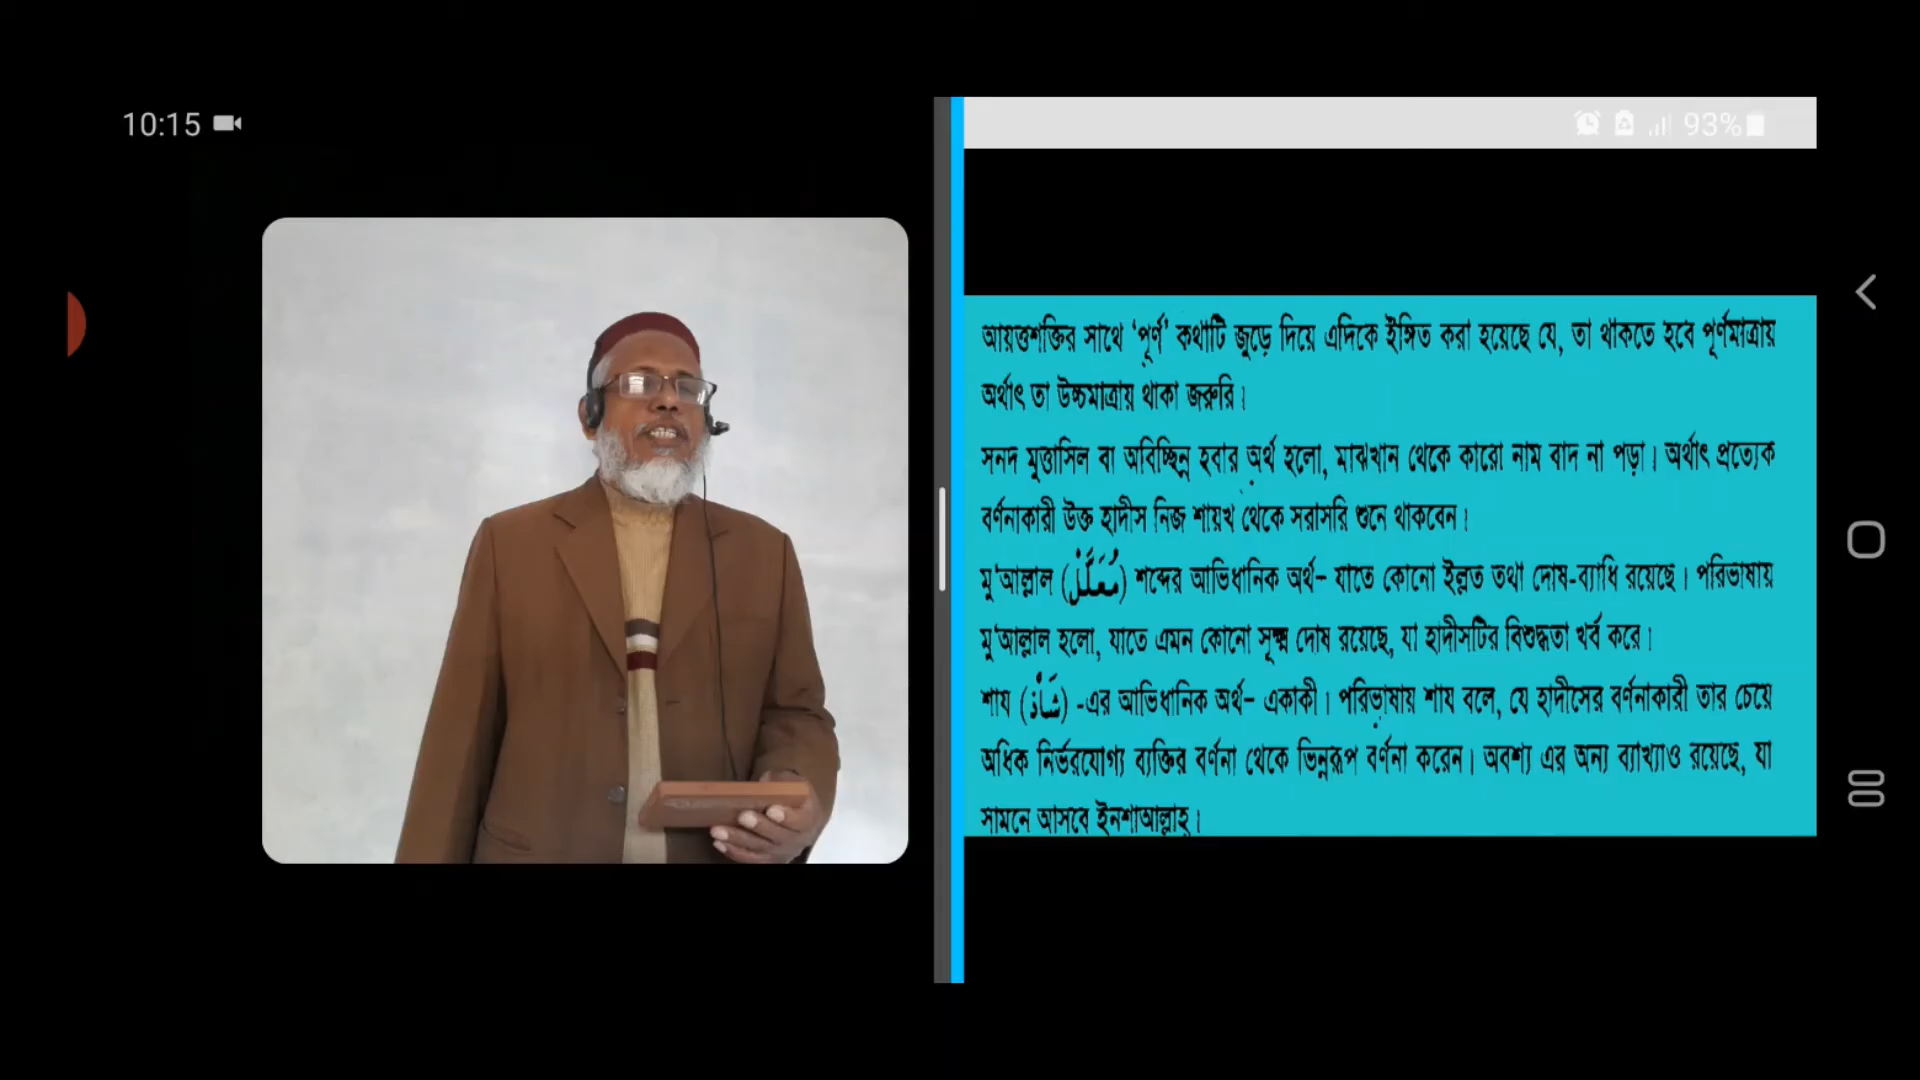 10:15
93%
আয়ত্তশক্তির সাথে ‘পূর্ণ’ কথাটি জুড়ে দিয়ে এদিকে ইঙ্গিত করা হয়েছে যে, তা থাকতে হবে পূর্ণমাত্রায়
অর্থাৎ তা উচ্চমাত্রায় থাকা জরুরি।
সনদ মুত্তাসিল বা অবিচ্ছিন্ন হবার অর্থ হলো, মাঝখান থেকে কারো নাম বাদ না পড়া। অর্থাৎ প্রত্যেক
বর্ণনাকারী উক্ত হাদীস নিজ শায়খ থেকে সরাসরি শুনে থাকবেন।
মু‘আল্লাল (مُعَلَّلْ) শব্দের আভিধানিক অর্থ– যাতে কোনো ইল্লত তথা দোষ-ব্যাধি রয়েছে। পরিভাষায়
মু‘আল্লাল হলো, যাতে এমন কোনো সূক্ষ্ম দোষ রয়েছে, যা হাদীসটির বিশুদ্ধতা খর্ব করে।
শায (شَاذْ) -এর আভিধানিক অর্থ– একাকী। পরিভাষায় শায বলে, যে হাদীসের বর্ণনাকারী তার চেয়ে
অধিক নির্ভরযোগ্য ব্যক্তির বর্ণনা থেকে ভিন্নরূপ বর্ণনা করেন। অবশ্য এর অন্য ব্যাখ্যাও রয়েছে, যা
সামনে আসবে ইনশাআল্লাহ।